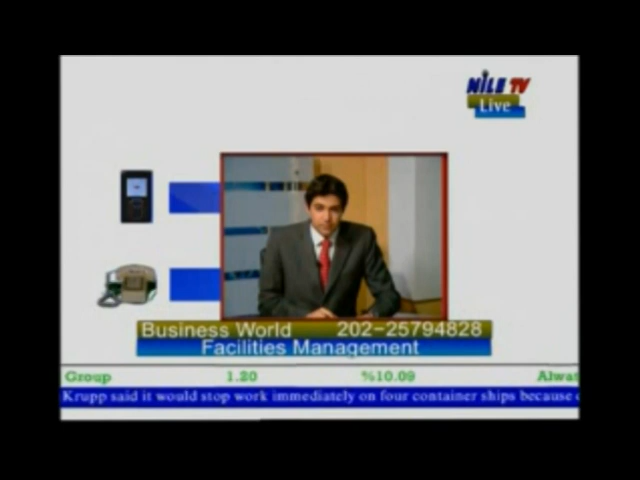 NiLE TV
Live
Business World 202-25794828
Facilities Management
Group 1.20 %10.09 Alwa
Krupp said it would stop work immediately on four container ships because